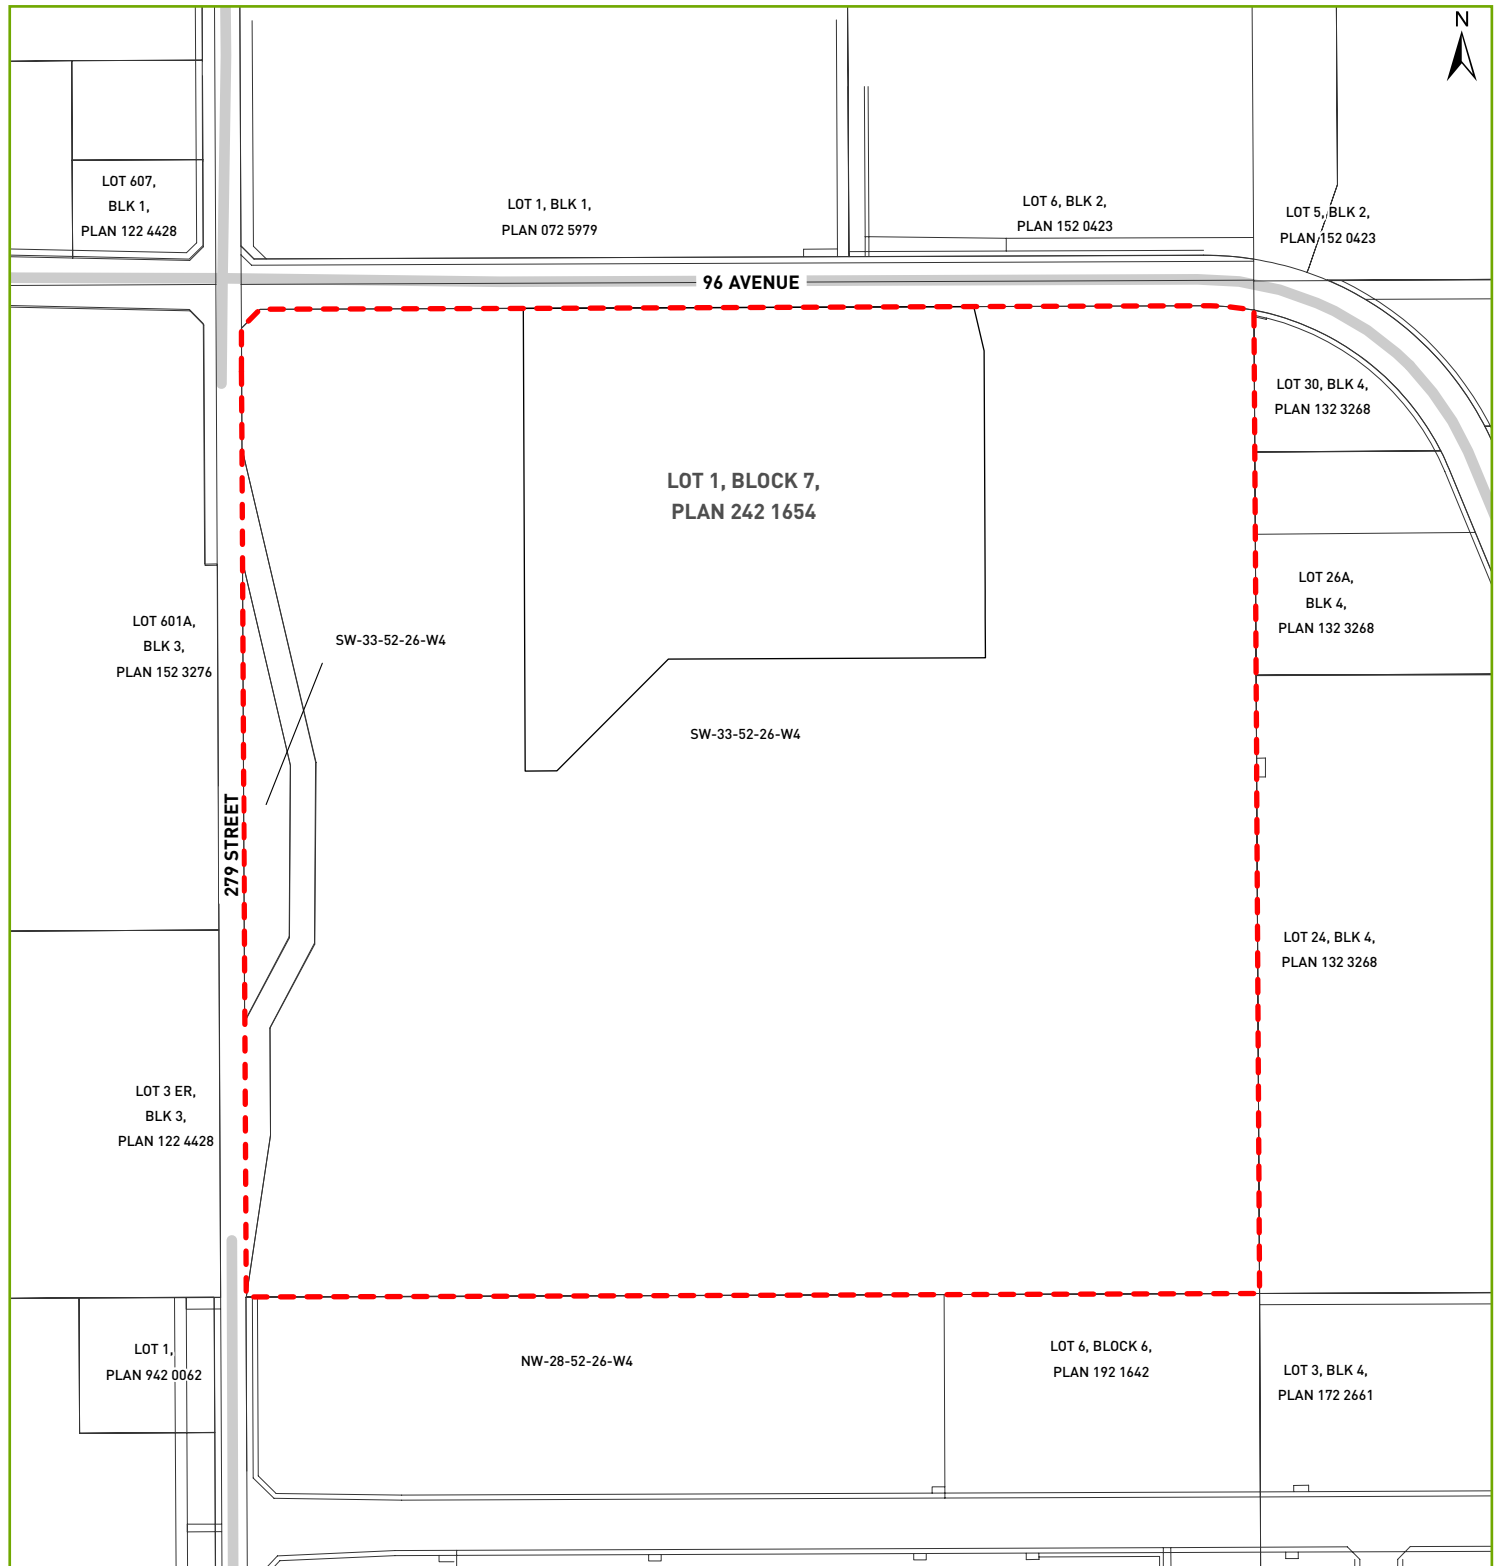 N
LOT 607,
BLK 1,
PLAN 122 4428
LOT 1, BLK 1,
PLAN 072 5979
LOT 6, BLK 2,
PLAN 152 0423
LOT 5, BLK 2,
PLAN 152 0423
96 AVENUE
LOT 30, BLK 4,
PLAN 132 3268
LOT 1, BLOCK 7,
PLAN 242 1654
LOT 26A,
BLK 4,
PLAN 132 3268
LOT 601A,
BLK 3,
PLAN 152 3276
SW-33-52-26-W4
SW-33-52-26-W4
279 STREET
LOT 24, BLK 4,
PLAN 132 3268
LOT 3 ER,
BLK 3,
PLAN 122 4428
LOT 1,
PLAN 942 0062
NW-28-52-26-W4
LOT 6, BLOCK 6,
PLAN 192 1642
LOT 3, BLK 4,
PLAN 172 2661